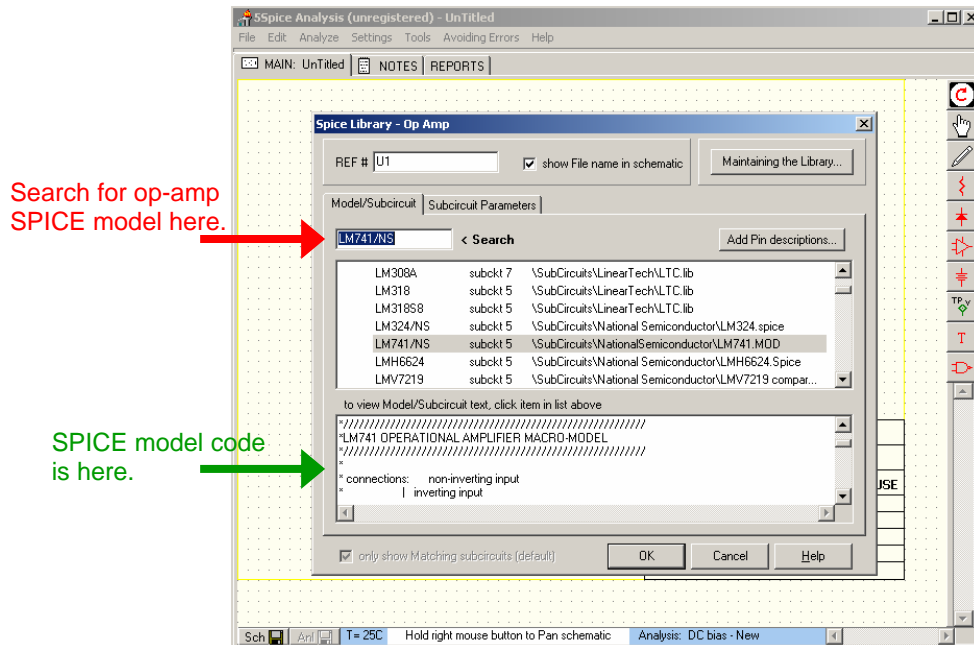 5Spice Analysis (unregistered) - UnTitled
File Edit Analyze Settings Tools Avoiding Errors Help
MAIN: UnTitled NOTES REPORTS
Spice Library - Op Amp
REF # U1 show File name in schematic Maintaining the Library...
Model/Subcircuit Subcircuit Parameters
Search for op-amp
SPICE model here.
LM741/NS < Search Add Pin descriptions...
LM308A subckt 7 \SubCircuits\LinearTech\LTC.lib
LM318 subckt 5 \SubCircuits\LinearTech\LTC.lib
LM318S8 subckt 5 \SubCircuits\LinearTech\LTC.lib
LM324/NS subckt 5 \SubCircuits\National Semiconductor\LM324.spice
LM741/NS subckt 5 \SubCircuits\NationalSemiconductor\LM741.MOD
LMH6624 subckt 5 \SubCircuits\National Semiconductor\LMH6624.Spice
LMV7219 subckt 5 \SubCircuits\National Semiconductor\LMV7219 compar...
to view Model/Subcircuit text, click item in list above
SPICE model code
is here.
*LM741 OPERATIONAL AMPLIFIER MACRO-MODEL
*
* connections: non-inverting input
* | inverting input
only show Matching subcircuits (default) OK Cancel Help
TP V
T
USE
Sch Anl T= 25C Hold right mouse button to Pan schematic Analysis: DC bias - New